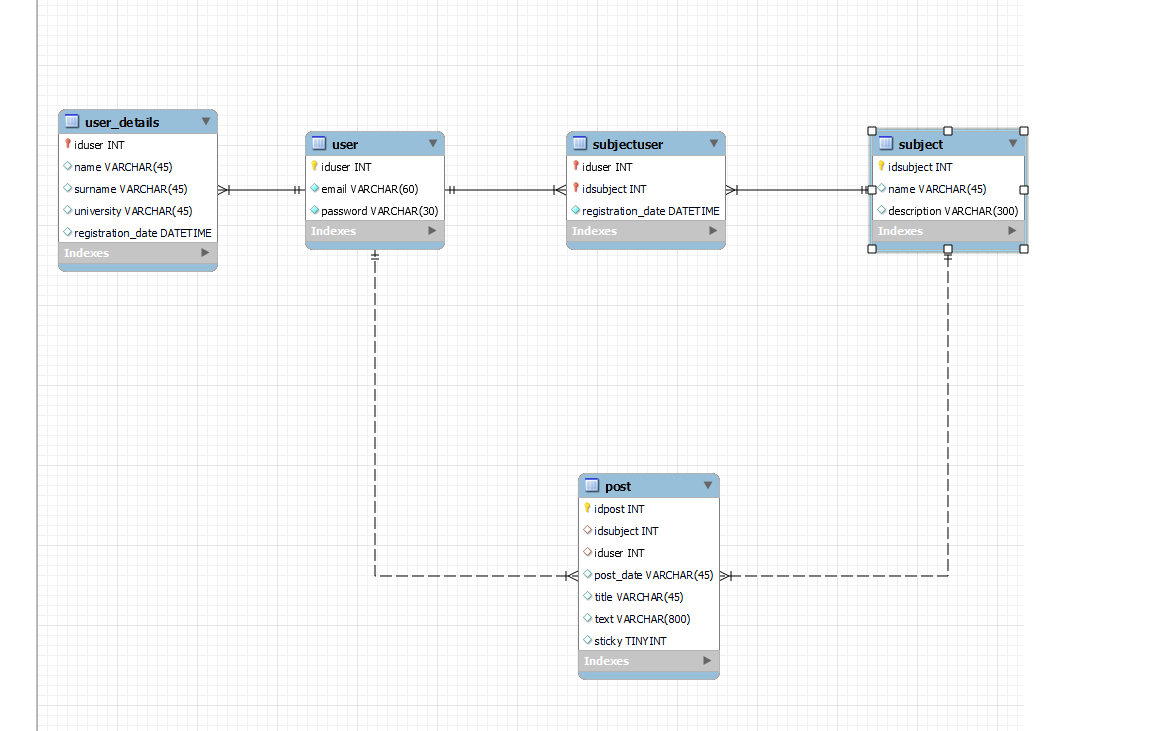 user_details
iduser INT
name VARCHAR(45)
surname VARCHAR(45)
university VARCHAR(45)
registration_date DATETIME
Indexes
user
iduser INT
email VARCHAR(60)
password VARCHAR(30)
Indexes
subjectuser
iduser INT
idsubject INT
registration_date DATETIME
Indexes
subject
idsubject INT
name VARCHAR(45)
description VARCHAR(300)
Indexes
post
idpost INT
idsubject INT
iduser INT
post_date VARCHAR(45)
title VARCHAR(45)
text VARCHAR(800)
sticky TINYINT
Indexes